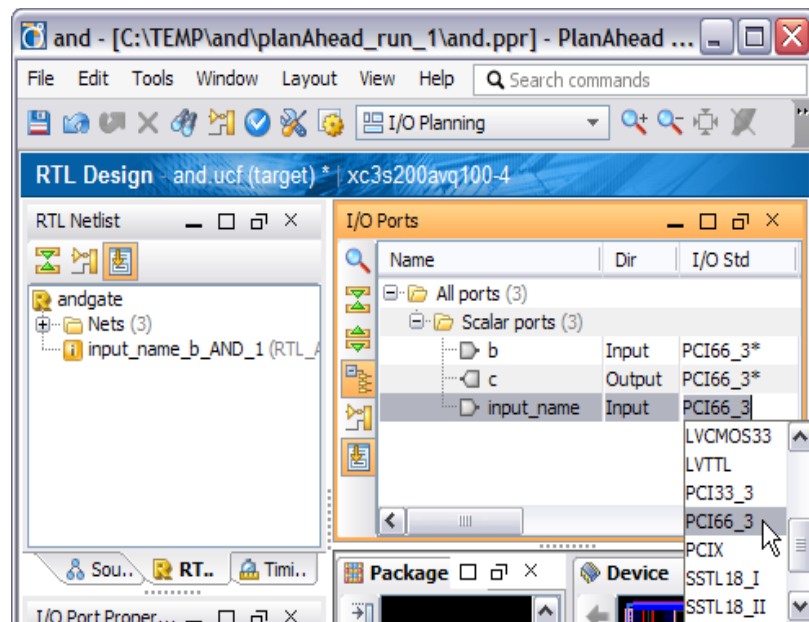 and - [C:\TEMP\and\planAhead_run_1\and.ppr] - PlanAhead ...
File Edit Tools Window Layout View Help Search commands
I/O Planning
RTL Design - and.ucf (target) * | xc3s200avq100-4
RTL Netlist
andgate
Nets (3)
input_name_b_AND_1 (RTL_A
Sou.. RT.. Timi..
I/O Port Proper...
I/O Ports
Name Dir I/O Std
All ports (3)
Scalar ports (3)
b Input PCI66_3*
c Output PCI66_3*
input_name Input PCI66_3
LVCMOS33
LVTTL
PCI33_3
PCI66_3
PCIX
SSTL18_I
SSTL18_II
Package
Device